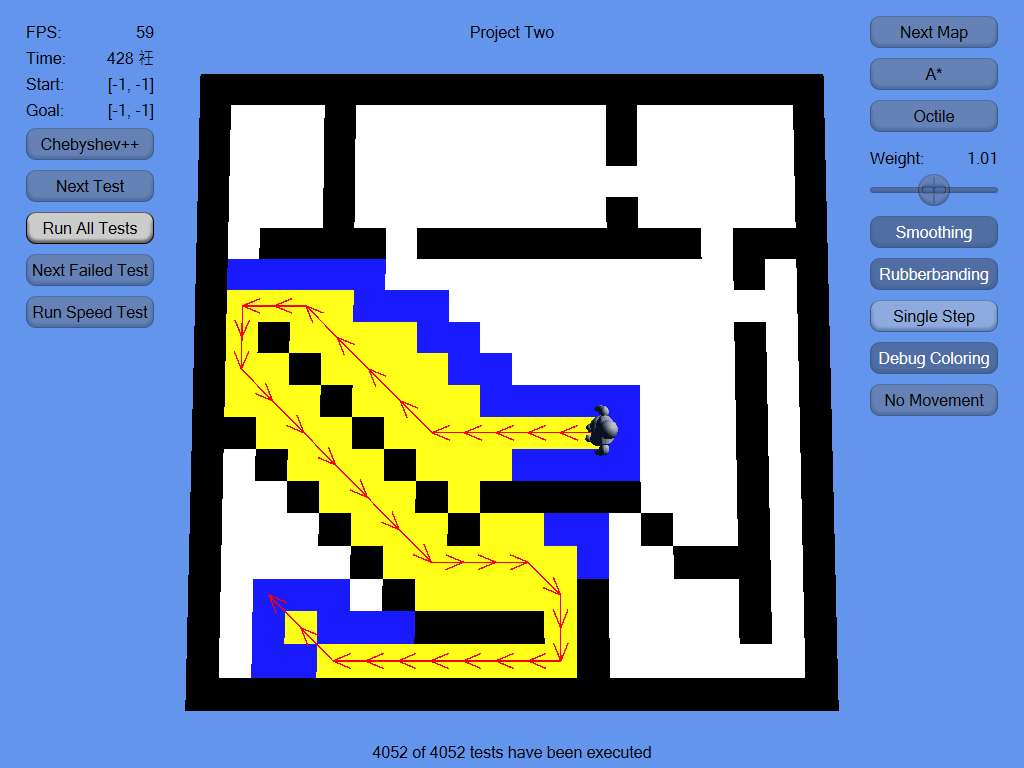 FPS: 59
Time: 428 祍
Start: [-1, -1]
Goal: [-1, -1]
Chebyshev++
Next Test
Run All Tests
Next Failed Test
Run Speed Test
Project Two
Next Map
A*
Octile
Weight: 1.01
Smoothing
Rubberbanding
Single Step
Debug Coloring
No Movement
4052 of 4052 tests have been executed